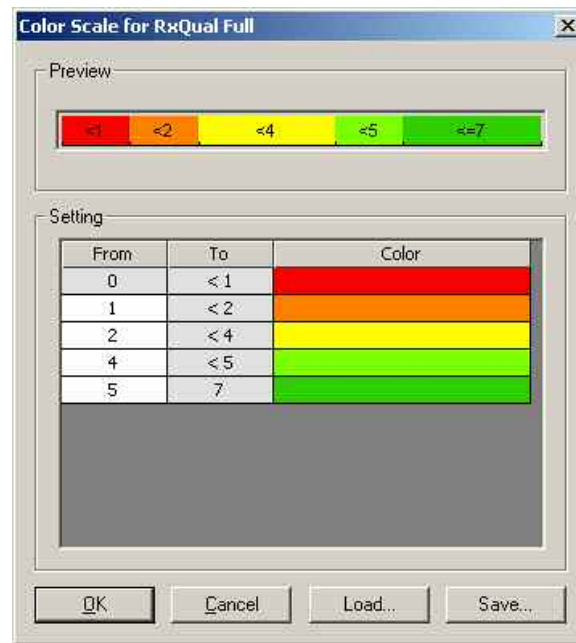 Color Scale for RxQual Full
Preview
<1 <2 <4 <5 <=7
Setting
From To Color
0 < 1
1 < 2
2 < 4
4 < 5
5 7
OK Cancel Load... Save...